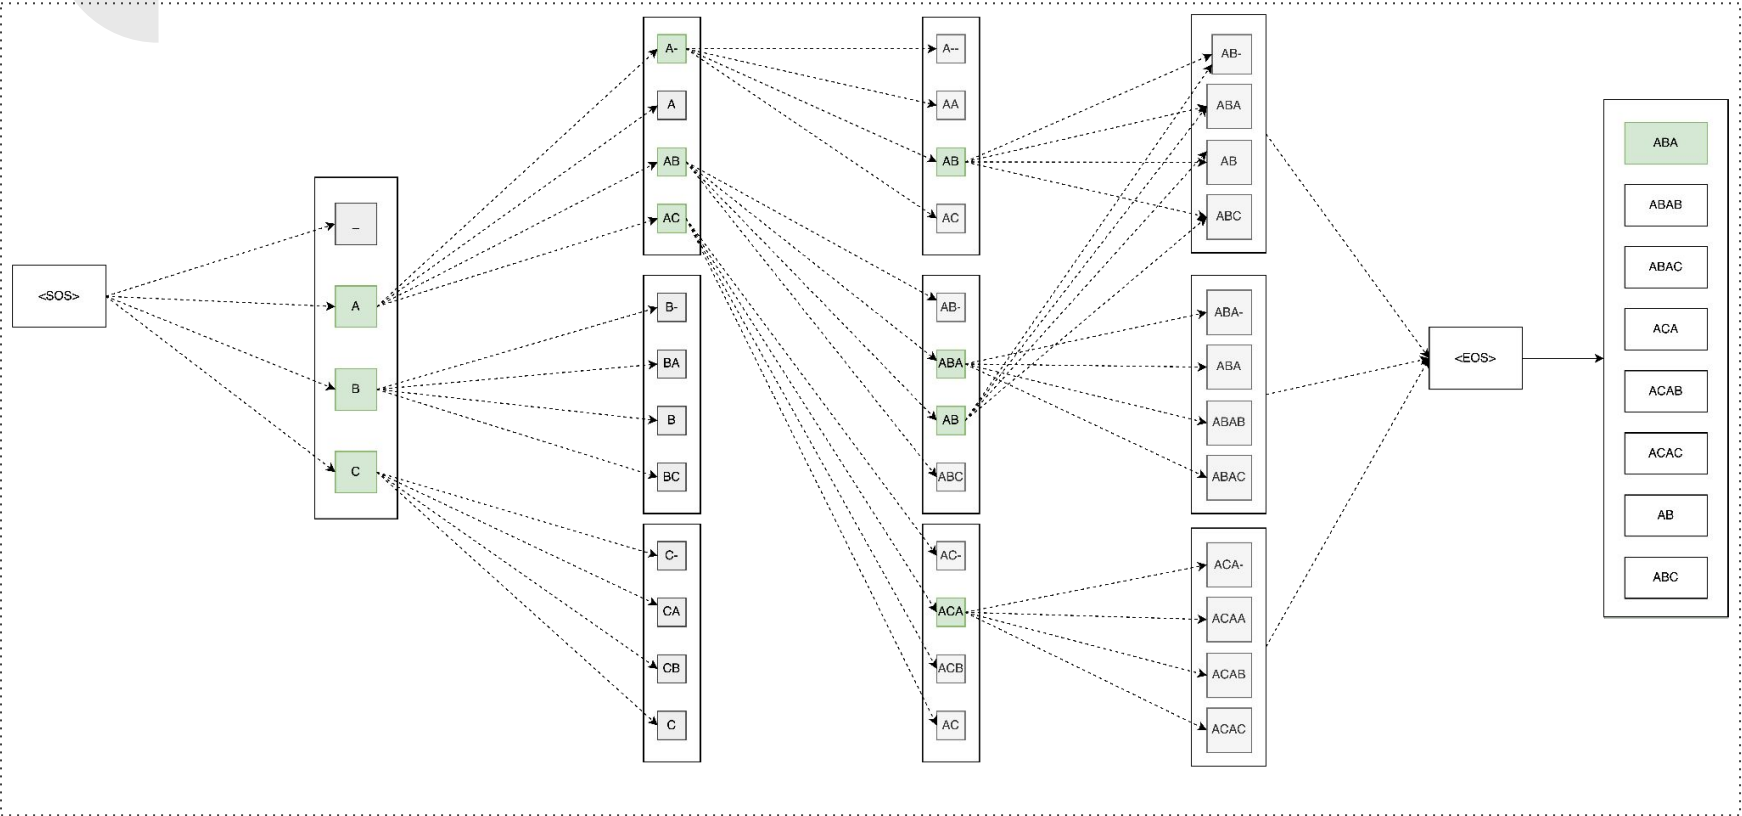 <SOS>
_
A
B
C
A-
A
AB
AC
B-
BA
B
BC
C-
CA
CB
C
A--
AA
AB
AC
AB-
ABA
AB
ABC
AC-
ACA
ACB
AC
AB-
ABA
AB
ABC
ABA-
ABA
ABAB
ABAC
ACA-
ACAA
ACAB
ACAC
<EOS>
ABA
ABAB
ABAC
ACA
ACAB
ACAC
AB
ABC